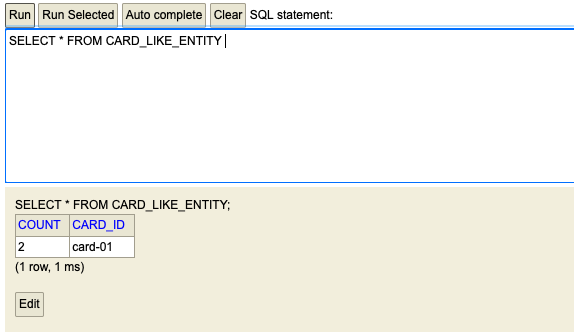 Run Run Selected Auto complete Clear SQL statement:
SELECT * FROM CARD_LIKE_ENTITY
SELECT * FROM CARD_LIKE_ENTITY;
COUNT CARD_ID
2 card-01
(1 row, 1 ms)
Edit